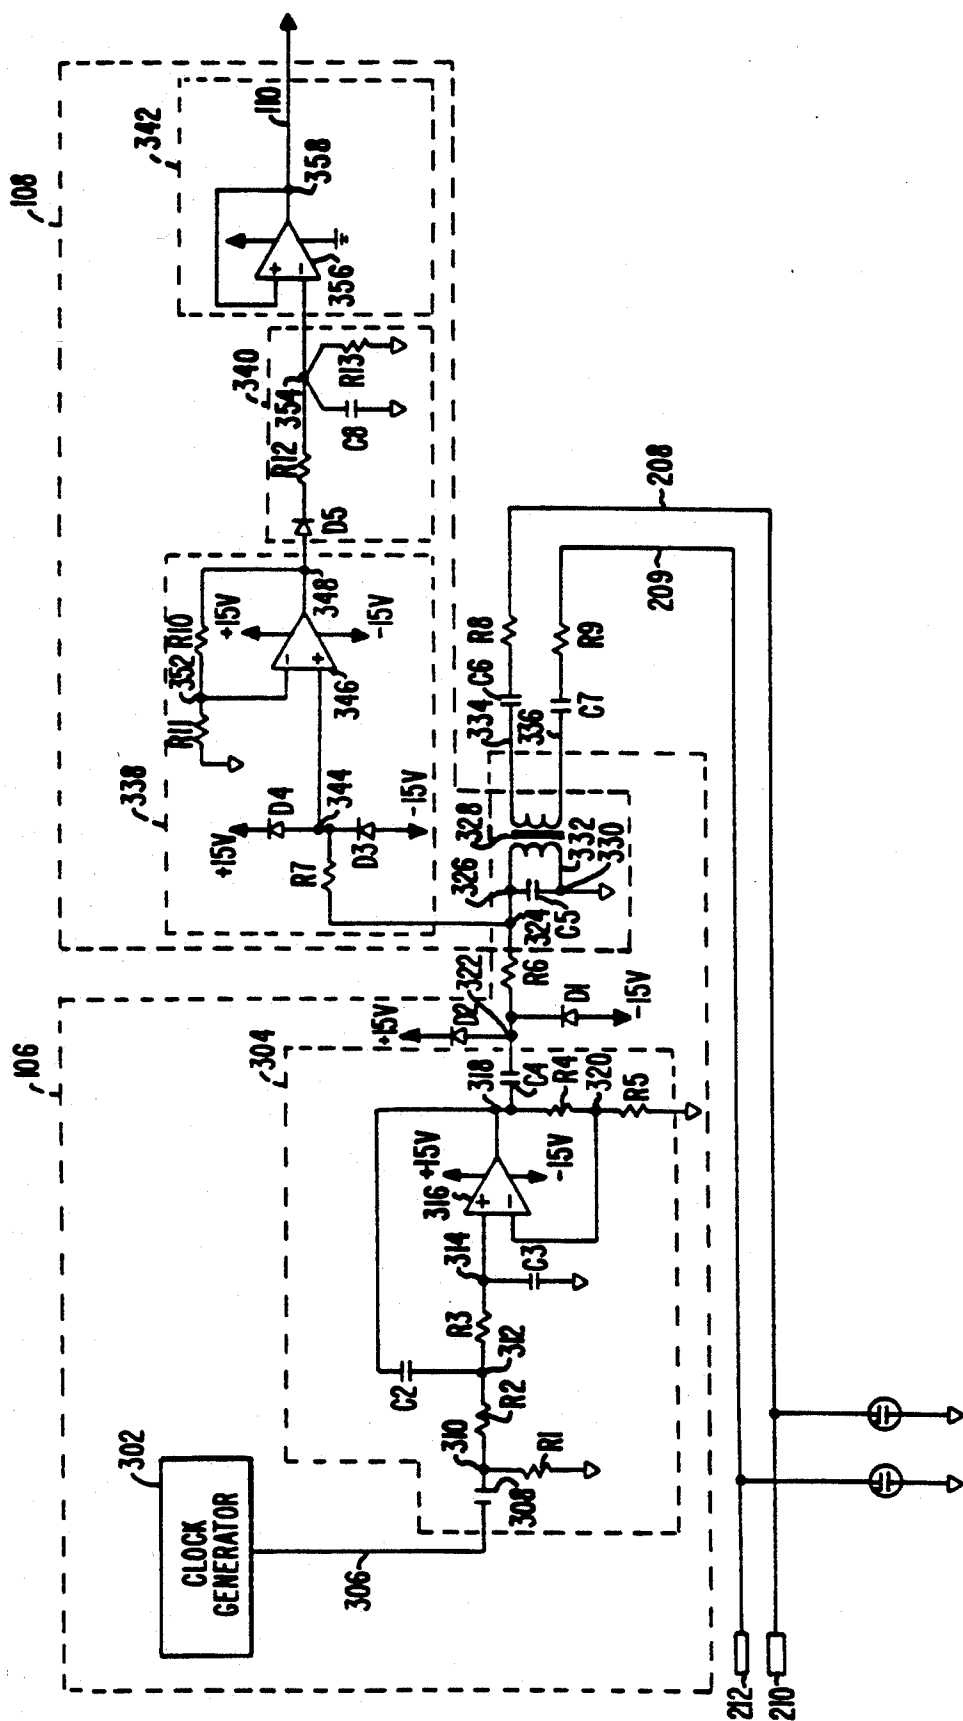 108
342
110
358
356
340
354
R13
C8
R12
D5
338
R10
352
R11
+15V
348
-15V
346
D4
344
+15V
D3
-15V
R7
208
209
R8
R9
C6
C7
334
336
328
326
332
330
324
C5
106
304
322
R6
D2
D1
+15V
-15V
318
C4
R4
320
R5
+15V
316
-15V
314
C3
R3
312
C2
R2
310
R1
308
302
CLOCK
GENERATOR
306
212
210
+
-
-
+
+
-